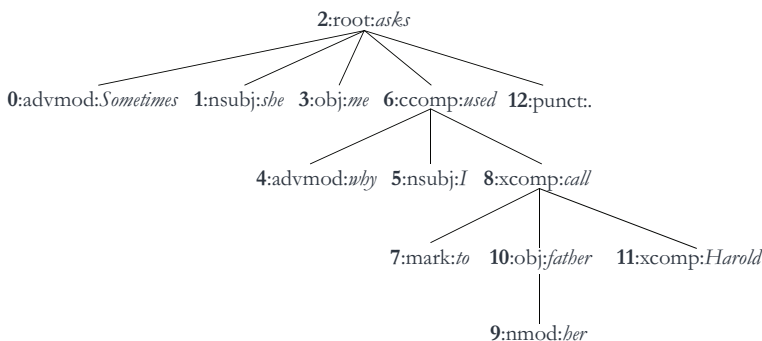 2:root:asks
0:advmod:Sometimes 1:nsubj:she 3:obj:me 6:ccomp:used 12:punct:.
4:advmod:why 5:nsubj:I 8:xcomp:call
7:mark:to 10:obj:father 11:xcomp:Harold
9:nmod:her